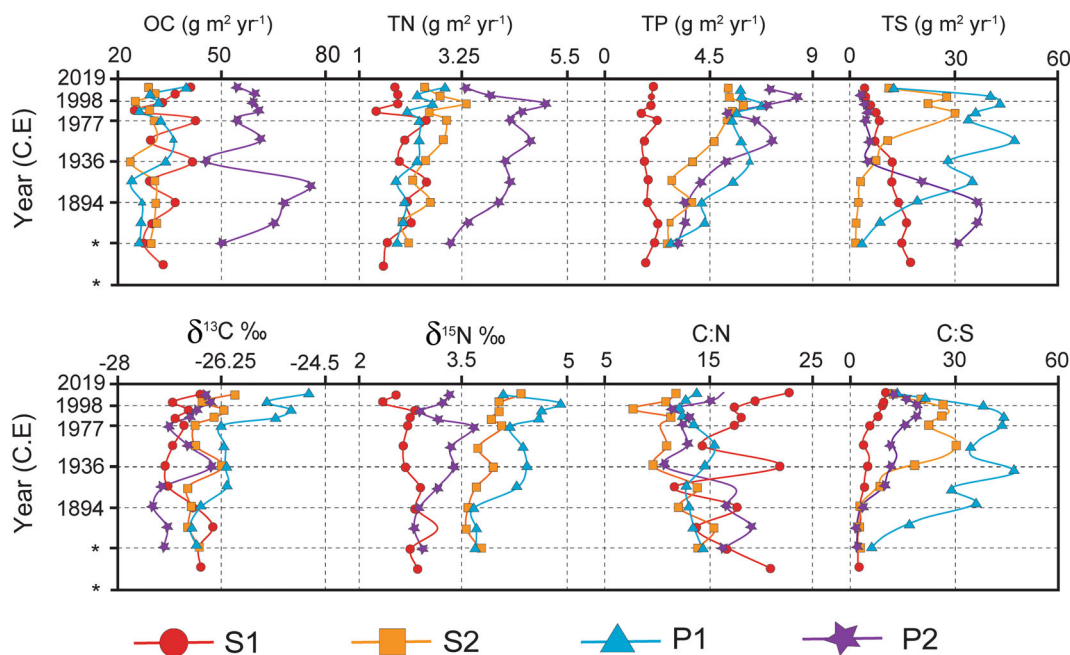 OC (g m² yr⁻¹) TN (g m² yr⁻¹) TP (g m² yr⁻¹) TS (g m² yr⁻¹)
20 50 80 1 3.25 5.5 0 4.5 9 0 30 60
2019
1998
1977
1936
1894
*
*
Year (C.E)
δ¹³C ‰ δ¹⁵N ‰ C:N C:S
-28 -26.25 -24.5 2 3.5 5 5 15 25 0 30 60
2019
1998
1977
1936
1894
*
*
Year (C.E)
S1 S2 P1 P2